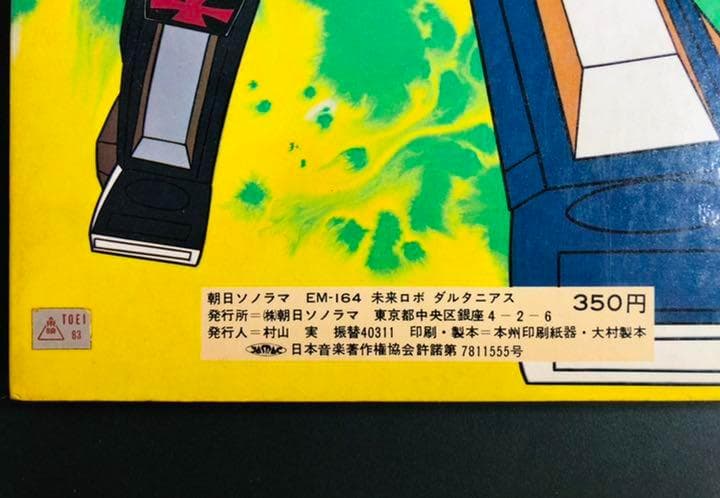 朝日ソノラマ EM-164 未来ロボ ダルタニアス 350円
発行所=㈱朝日ソノラマ 東京都中央区銀座4-2-6
発行人=村山 実 振替40311 印刷・製本=本州印刷紙器・大村製本
JASRAC 日本音楽著作権協会許諾第7811555号
TOEI
83